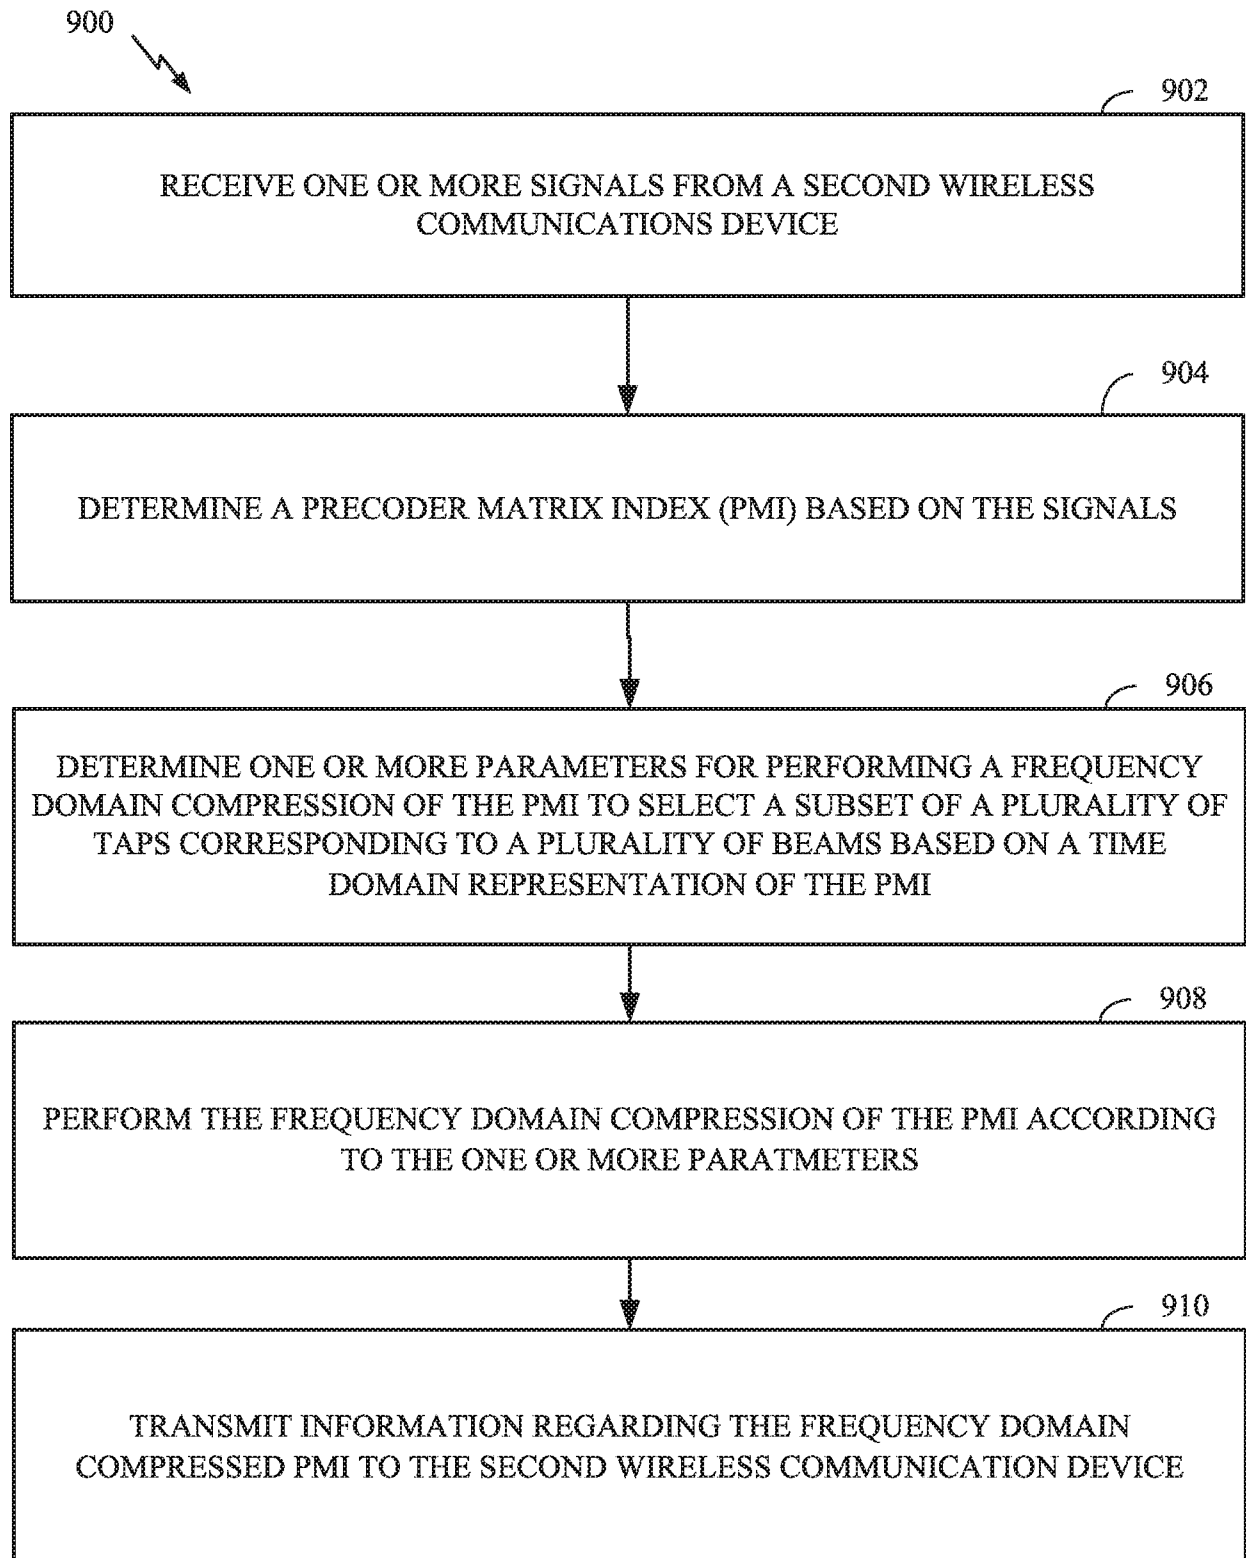 900
902
RECEIVE ONE OR MORE SIGNALS FROM A SECOND WIRELESS
COMMUNICATIONS DEVICE
904
DETERMINE A PRECODER MATRIX INDEX (PMI) BASED ON THE SIGNALS
906
DETERMINE ONE OR MORE PARAMETERS FOR PERFORMING A FREQUENCY
DOMAIN COMPRESSION OF THE PMI TO SELECT A SUBSET OF A PLURALITY OF
TAPS CORRESPONDING TO A PLURALITY OF BEAMS BASED ON A TIME
DOMAIN REPRESENTATION OF THE PMI
908
PERFORM THE FREQUENCY DOMAIN COMPRESSION OF THE PMI ACCORDING
TO THE ONE OR MORE PARATMETERS
910
TRANSMIT INFORMATION REGARDING THE FREQUENCY DOMAIN
COMPRESSED PMI TO THE SECOND WIRELESS COMMUNICATION DEVICE